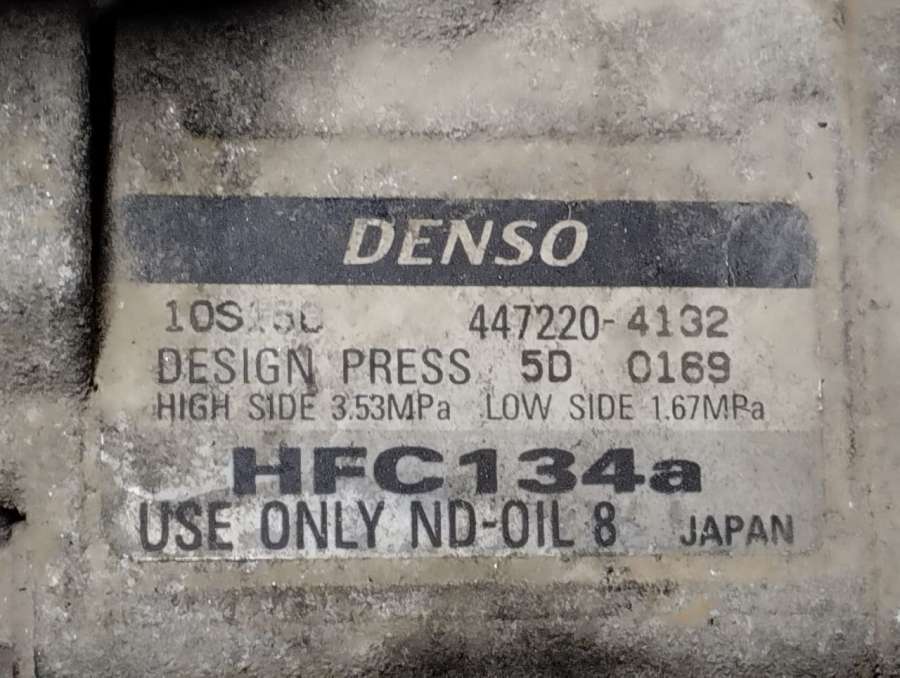 DENSO
447220-4132
DESIGN PRESS 5D 0169
HIGH SIDE 3.53MPa LOW SIDE 1.67MPa
HFC134a
USE ONLY ND-OIL 8 JAPAN